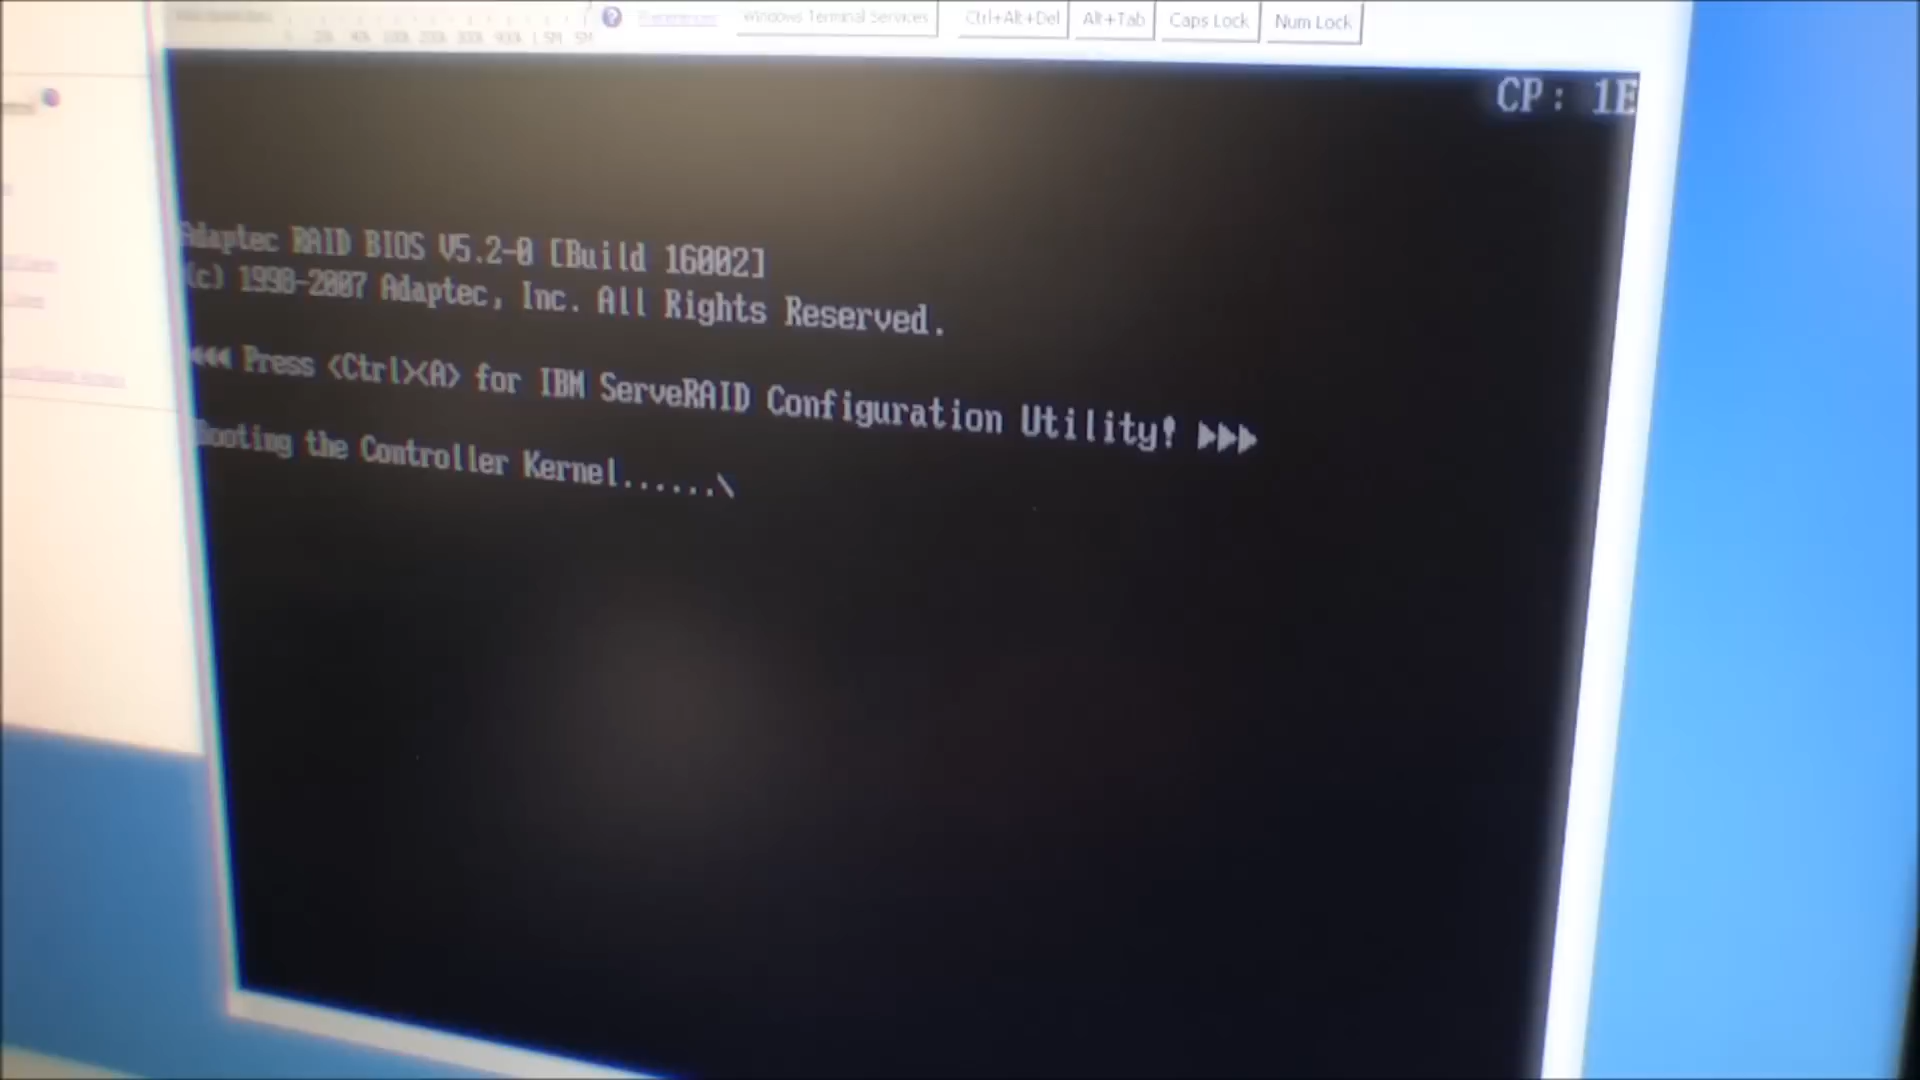 Preferences
Windows Terminal Services
Ctrl+Alt+Del
Alt+Tab
Caps Lock
Num Lock
CP: 1E
Adaptec RAID BIOS V5.2-0 [Build 16002]
(c) 1998-2007 Adaptec, Inc. All Rights Reserved.
◄◄◄ Press <Ctrl><A> for IBM ServeRAID Configuration Utility! ►►►
Booting the Controller Kernel......\